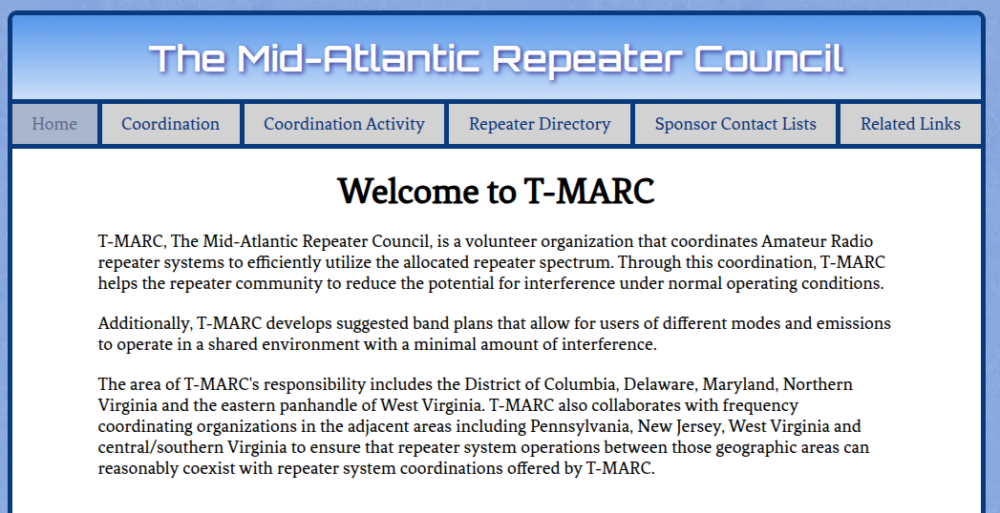 The Mid-Atlantic Repeater Council
Home Coordination Coordination Activity Repeater Directory Sponsor Contact Lists Related Links
Welcome to T-MARC
T-MARC, The Mid-Atlantic Repeater Council, is a volunteer organization that coordinates Amateur Radio
repeater systems to efficiently utilize the allocated repeater spectrum. Through this coordination, T-MARC
helps the repeater community to reduce the potential for interference under normal operating conditions.
Additionally, T-MARC develops suggested band plans that allow for users of different modes and emissions
to operate in a shared environment with a minimal amount of interference.
The area of T-MARC's responsibility includes the District of Columbia, Delaware, Maryland, Northern
Virginia and the eastern panhandle of West Virginia. T-MARC also collaborates with frequency
coordinating organizations in the adjacent areas including Pennsylvania, New Jersey, West Virginia and
central/southern Virginia to ensure that repeater system operations between those geographic areas can
reasonably coexist with repeater system coordinations offered by T-MARC.